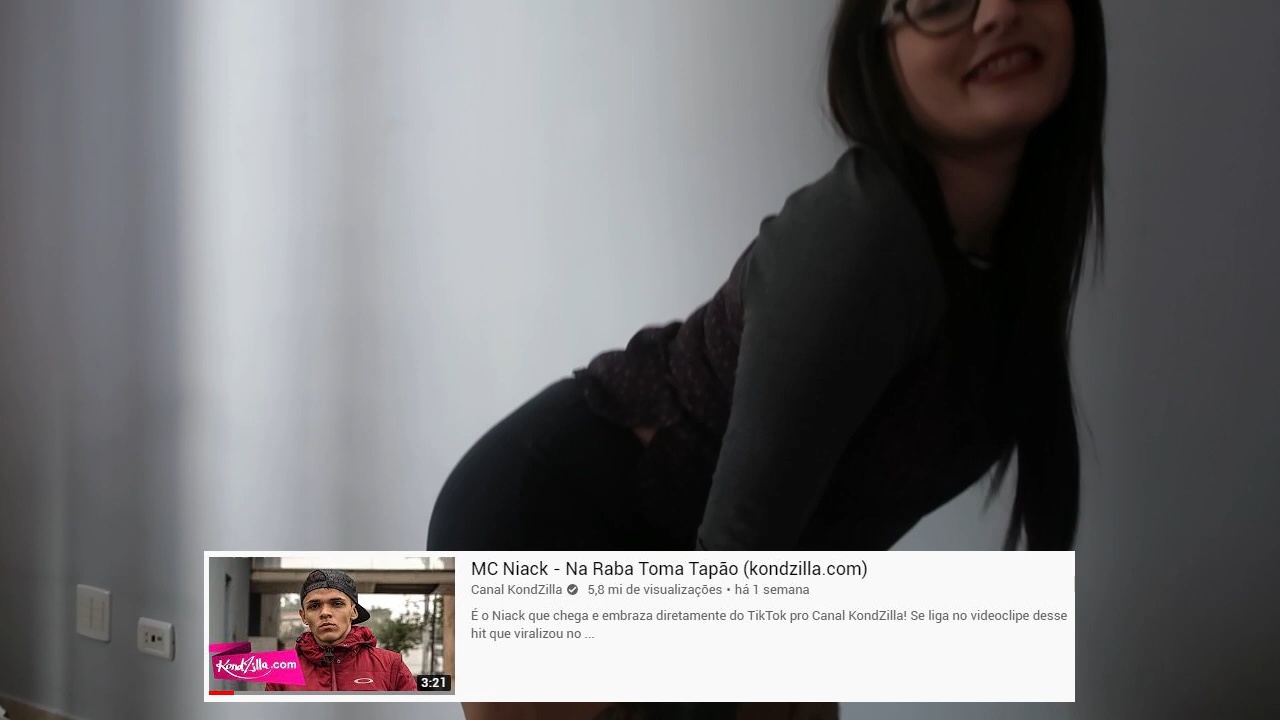 MC Niack - Na Raba Toma Tapão (kondzilla.com)
Canal KondZilla 5,8 mi de visualizações • há 1 semana
É o Niack que chega e embraza diretamente do TikTok pro Canal KondZilla! Se liga no videoclipe desse
hit que viralizou no ...
KondZilla.com
3:21